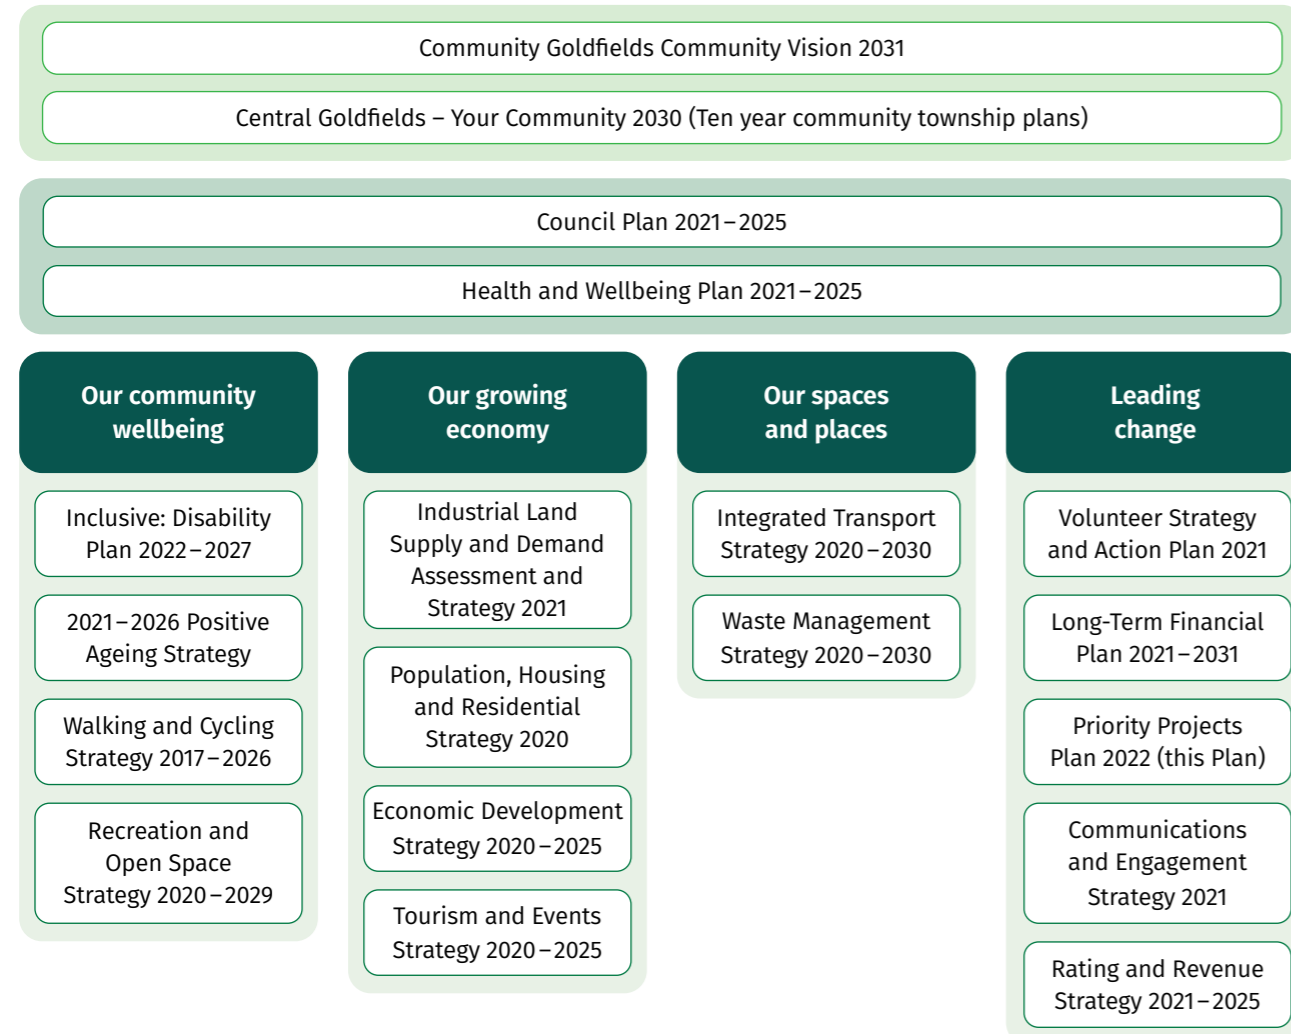 Community Goldfields Community Vision 2031
Central Goldfields – Your Community 2030 (Ten year community township plans)
Council Plan 2021–2025
Health and Wellbeing Plan 2021–2025
Our community
wellbeing
Inclusive: Disability
Plan 2022–2027
2021–2026 Positive
Ageing Strategy
Walking and Cycling
Strategy 2017–2026
Recreation and
Open Space
Strategy 2020–2029
Our growing
economy
Industrial Land
Supply and Demand
Assessment and
Strategy 2021
Population, Housing
and Residential
Strategy 2020
Economic Development
Strategy 2020–2025
Tourism and Events
Strategy 2020–2025
Our spaces
and places
Integrated Transport
Strategy 2020–2030
Waste Management
Strategy 2020–2030
Leading
change
Volunteer Strategy
and Action Plan 2021
Long-Term Financial
Plan 2021–2031
Priority Projects
Plan 2022 (this Plan)
Communications
and Engagement
Strategy 2021
Rating and Revenue
Strategy 2021–2025